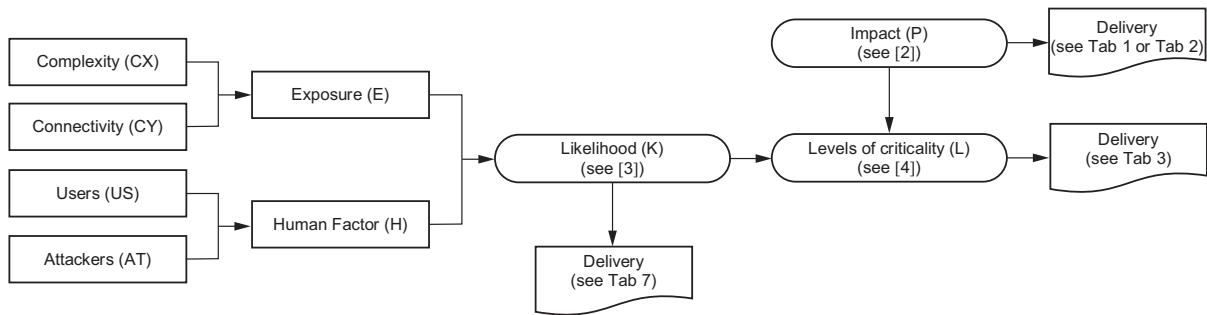 Complexity (CX)
Connectivity (CY)
Users (US)
Attackers (AT)
Exposure (E)
Human Factor (H)
Likelihood (K)
(see [3])
Delivery
(see Tab 7)
Impact (P)
(see [2])
Levels of criticality (L)
(see [4])
Delivery
(see Tab 1 or Tab 2)
Delivery
(see Tab 3)